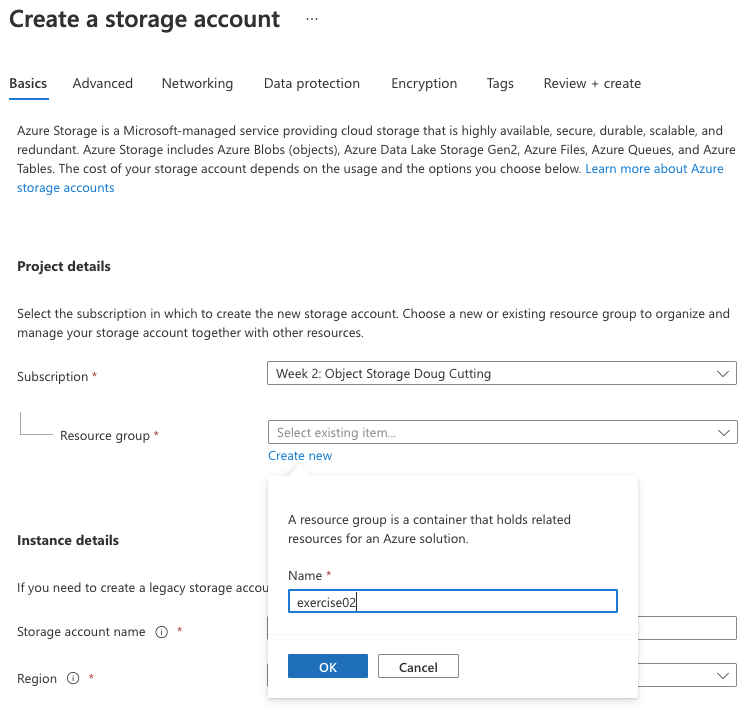 Create a storage account ...
Basics Advanced Networking Data protection Encryption Tags Review + create
Azure Storage is a Microsoft-managed service providing cloud storage that is highly available, secure, durable, scalable, and
redundant. Azure Storage includes Azure Blobs (objects), Azure Data Lake Storage Gen2, Azure Files, Azure Queues, and Azure
Tables. The cost of your storage account depends on the usage and the options you choose below. Learn more about Azure
storage accounts
Project details
Select the subscription in which to create the new storage account. Choose a new or existing resource group to organize and
manage your storage account together with other resources.
Subscription *
Week 2: Object Storage Doug Cutting
Resource group *
Select existing item...
Create new
A resource group is a container that holds related
resources for an Azure solution.
Name *
exercise02
OK Cancel
Instance details
If you need to create a legacy storage accou
Storage account name *
Region *